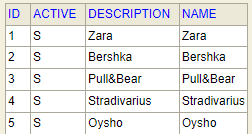 ID ACTIVE DESCRIPTION NAME
1 S Zara Zara
2 S Bershka Bershka
3 S Pull&Bear Pull&Bear
4 S Stradivarius Stradivarius
5 S Oysho Oysho